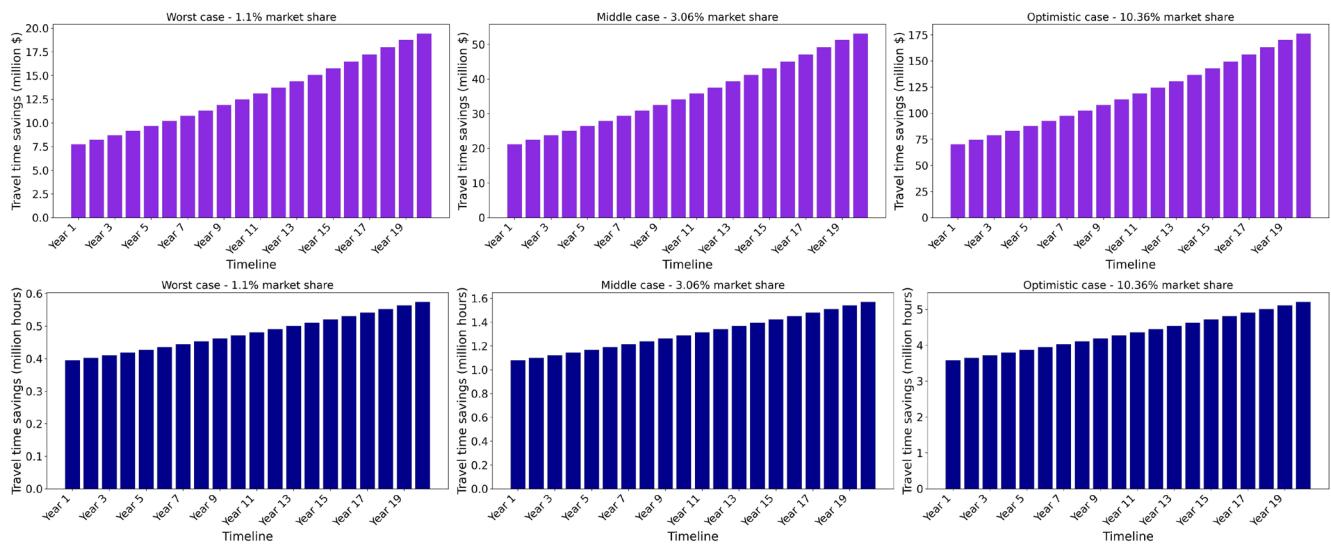 Worst case - 1.1% market share
Travel time savings (million $)
20.0
17.5
15.0
12.5
10.0
7.5
5.0
2.5
0.0
Year 1
Year 3
Year 5
Year 7
Year 9
Year 11
Year 13
Year 15
Year 17
Year 19
Timeline
Middle case - 3.06% market share
Travel time savings (million $)
50
40
30
20
10
0
Year 1
Year 3
Year 5
Year 7
Year 9
Year 11
Year 13
Year 15
Year 17
Year 19
Timeline
Optimistic case - 10.36% market share
Travel time savings (million $)
175
150
125
100
75
50
25
0
Year 1
Year 3
Year 5
Year 7
Year 9
Year 11
Year 13
Year 15
Year 17
Year 19
Timeline
Worst case - 1.1% market share
Travel time savings (million hours)
0.6
0.5
0.4
0.3
0.2
0.1
0.0
Year 1
Year 3
Year 5
Year 7
Year 9
Year 11
Year 13
Year 15
Year 17
Year 19
Timeline
Middle case - 3.06% market share
Travel time savings (million hours)
1.6
1.4
1.2
1.0
0.8
0.6
0.4
0.2
0.0
Year 1
Year 3
Year 5
Year 7
Year 9
Year 11
Year 13
Year 15
Year 17
Year 19
Timeline
Optimistic case - 10.36% market share
Travel time savings (million hours)
5
4
3
2
1
0
Year 1
Year 3
Year 5
Year 7
Year 9
Year 11
Year 13
Year 15
Year 17
Year 19
Timeline